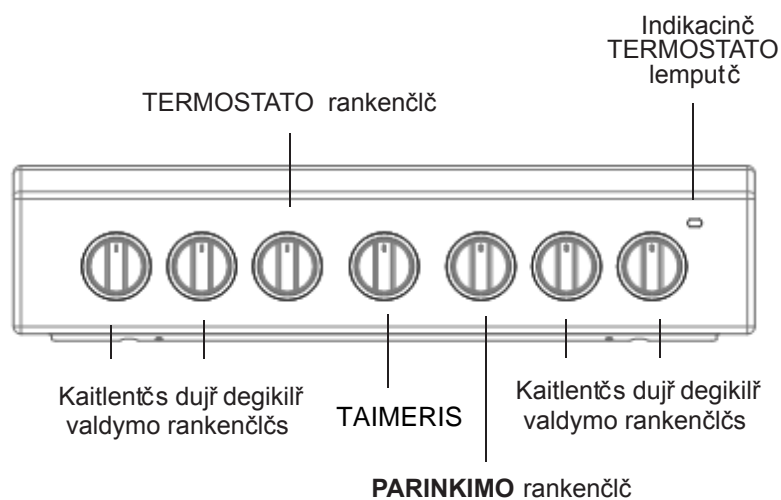 Indikacinč
TERMOSTATO
lemputč
TERMOSTATO rankenčlč
Kaitlentčs dujř degikilř
valdymo rankenčlčs
TAIMERIS
Kaitlentčs dujř degikilř
valdymo rankenčlčs
PARINKIMO rankenčlč